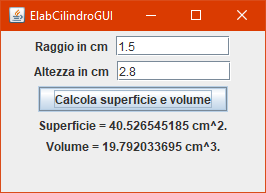 ElabCilindroGUI
Raggio in cm 1.5
Altezza in cm 2.8
Calcola superficie e volume
Superficie = 40.526545185 cm^2.
Volume = 19.792033695 cm^3.